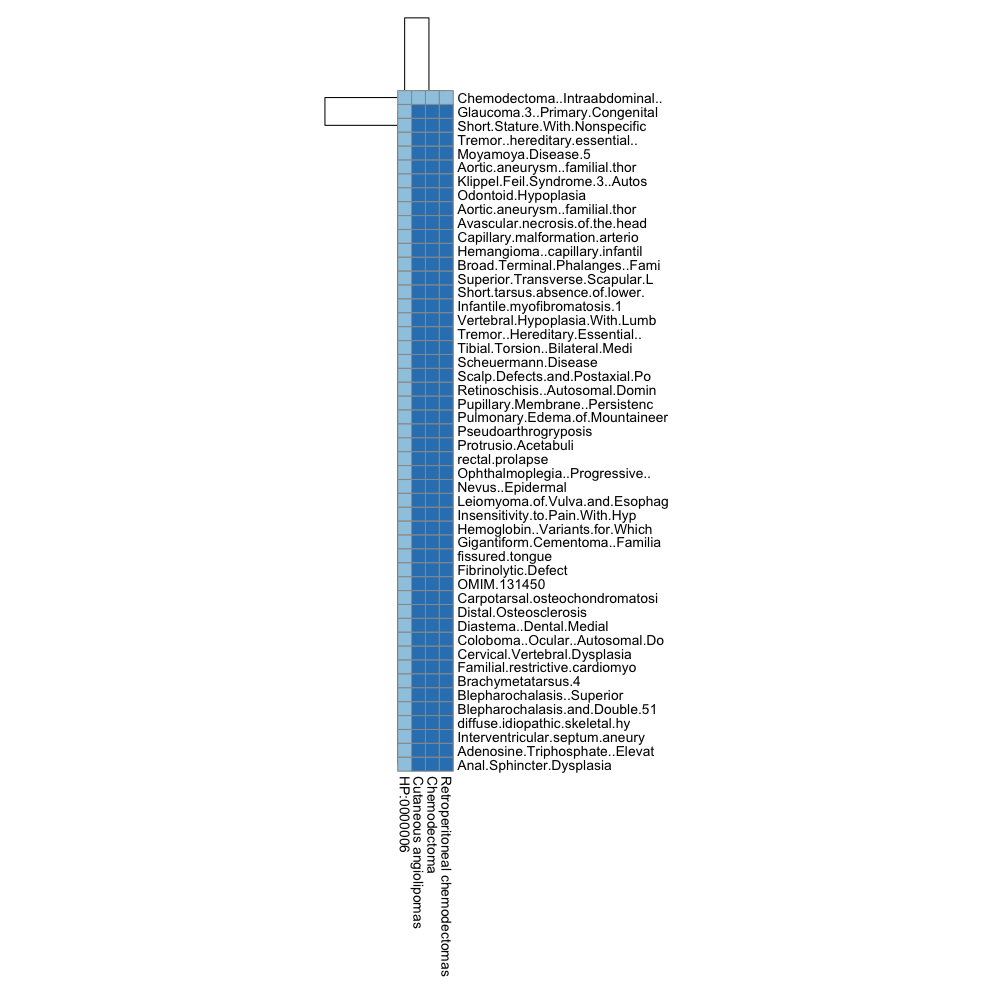 Chemodectoma..Intraabdominal..
Glaucoma.3..Primary.Congenital
Short.Stature.With.Nonspecific
Tremor..hereditary.essential..
Moyamoya.Disease.5
Aortic.aneurysm..familial.thor
Klippel.Feil.Syndrome.3..Autos
Odontoid.Hypoplasia
Aortic.aneurysm..familial.thor
Avascular.necrosis.of.the.head
Capillary.malformation.arterio
Hemangioma..capillary.infantil
Broad.Terminal.Phalanges..Fami
Superior.Transverse.Scapular.L
Short.tarsus.absence.of.lower.
Infantile.myofibromatosis.1
Vertebral.Hypoplasia.With.Lumb
Tremor..Hereditary.Essential..
Tibial.Torsion..Bilateral.Medi
Scheuermann.Disease
Scalp.Defects.and.Postaxial.Po
Retinoschisis..Autosomal.Domin
Pupillary.Membrane..Persistenc
Pulmonary.Edema.of.Mountaineer
Pseudoarthrogryposis
Protrusio.Acetabuli
rectal.prolapse
Ophthalmoplegia..Progressive..
Nevus..Epidermal
Leiomyoma.of.Vulva.and.Esophag
Insensitivity.to.Pain.With.Hyp
Hemoglobin..Variants.for.Which
Gigantiform.Cementoma..Familia
fissured.tongue
Fibrinolytic.Defect
OMIM.131450
Carpotarsal.osteochondromatosi
Distal.Osteosclerosis
Diastema..Dental.Medial
Coloboma..Ocular..Autosomal.Do
Cervical.Vertebral.Dysplasia
Familial.restrictive.cardiomyo
Brachymetatarsus.4
Blepharochalasis..Superior
Blepharochalasis.and.Double.51
diffuse.idiopathic.skeletal.hy
Interventricular.septum.aneury
Adenosine.Triphosphate..Elevat
Anal.Sphincter.Dysplasia
HP:0000006
Cutaneous angiolipomas
Chemodectoma
Retroperitoneal chemodectomas